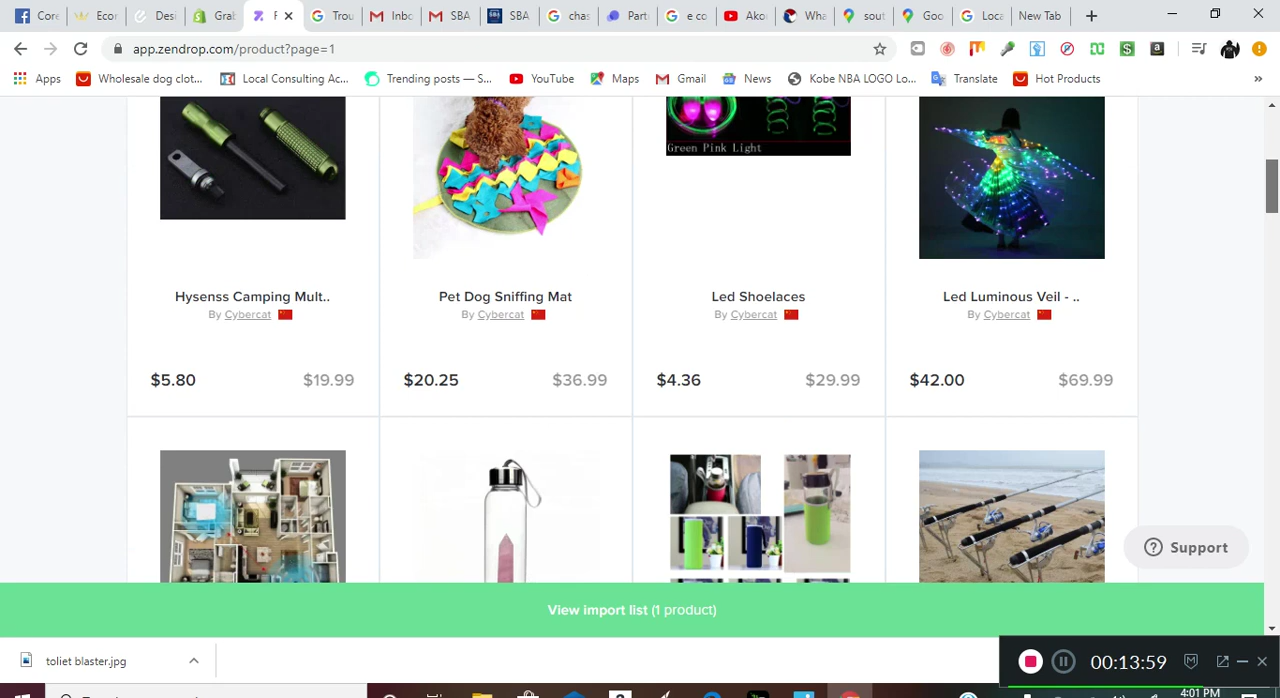 Core
Ecor
Desi
Grab
F
Trou
Inbc
SBA
SBA
chas
Part
e co
Ako
Wha
sout
Goo
Loca
New Tab
app.zendrop.com/product?page=1
Apps
Wholesale dog clot...
Local Consulting Ac...
Trending posts — S...
YouTube
Maps
Gmail
News
Kobe NBA LOGO Lo...
Translate
Hot Products
»
Green Pink Light
Hysenss Camping Mult..
Pet Dog Sniffing Mat
Led Shoelaces
Led Luminous Veil - ..
By Cybercat
By Cybercat
By Cybercat
By Cybercat
$5.80 $19.99
$20.25 $36.99
$4.36 $29.99
$42.00 $69.99
Support
View import list (1 product)
toliet blaster.jpg
00:13:59
4:01 PM